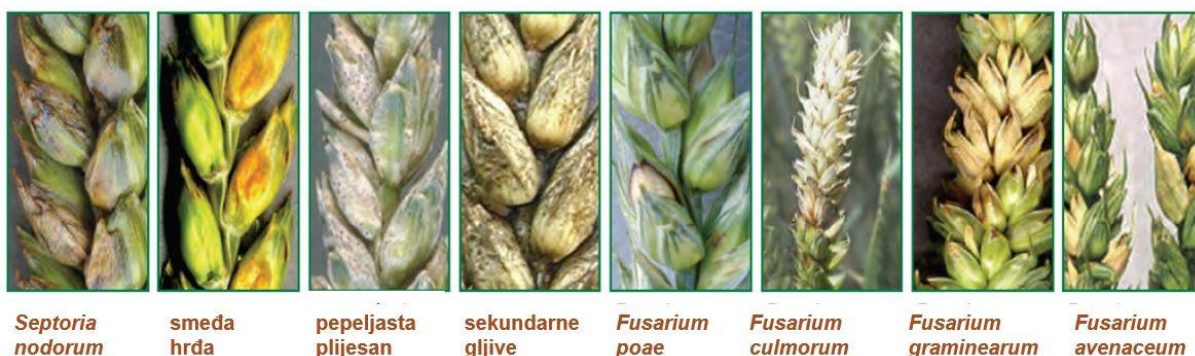 Septoria nodorum
smeđa hrđa
pepeljasta plijesan
sekundarne gljive
Fusarium poae
Fusarium culmorum
Fusarium graminearum
Fusarium avenaceum